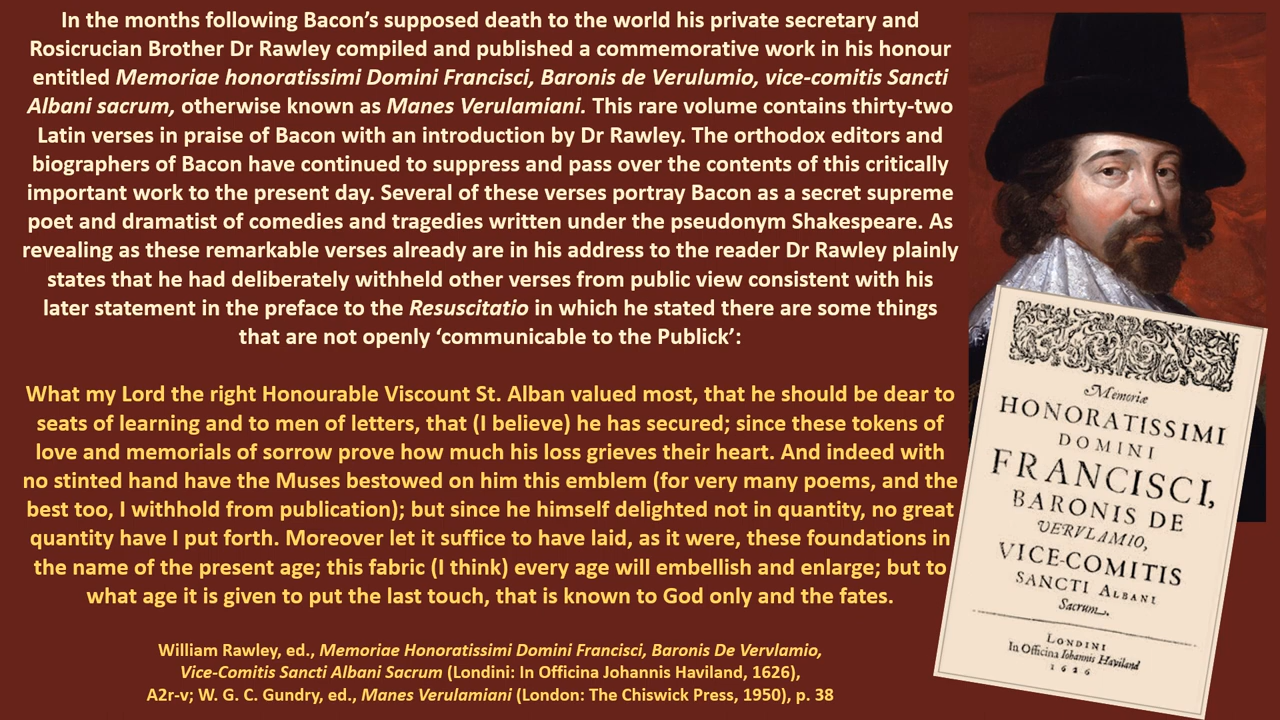 In the months following Bacon’s supposed death to the world his private secretary and
Rosicrucian Brother Dr Rawley compiled and published a commemorative work in his honour
entitled Memoriae honoratissimi Domini Francisci, Baronis de Verulumio, vice-comitis Sancti
Albani sacrum, otherwise known as Manes Verulamiani. This rare volume contains thirty-two
Latin verses in praise of Bacon with an introduction by Dr Rawley. The orthodox editors and
biographers of Bacon have continued to suppress and pass over the contents of this critically
important work to the present day. Several of these verses portray Bacon as a secret supreme
poet and dramatist of comedies and tragedies written under the pseudonym Shakespeare. As
revealing as these remarkable verses already are in his address to the reader Dr Rawley plainly
states that he had deliberately withheld other verses from public view consistent with his
later statement in the preface to the Resuscitatio in which he stated there are some things
that are not openly ‘communicable to the Publick’:
What my Lord the right Honourable Viscount St. Alban valued most, that he should be dear to
seats of learning and to men of letters, that (I believe) he has secured; since these tokens of
love and memorials of sorrow prove how much his loss grieves their heart. And indeed with
no stinted hand have the Muses bestowed on him this emblem (for very many poems, and the
best too, I withhold from publication); but since he himself delighted not in quantity, no great
quantity have I put forth. Moreover let it suffice to have laid, as it were, these foundations in
the name of the present age; this fabric (I think) every age will embellish and enlarge; but to
what age it is given to put the last touch, that is known to God only and the fates.
William Rawley, ed., Memoriae Honoratissimi Domini Francisci, Baronis De Vervlamio,
Vice-Comitis Sancti Albani Sacrum (Londini: In Officina Johannis Haviland, 1626),
A2r-v; W. G. C. Gundry, ed., Manes Verulamiani (London: The Chiswick Press, 1950), p. 38
Memoriæ
HONORATISSIMI
DOMINI
FRANCISCI,
BARONIS DE
VERVLAMIO,
VICE-COMITIS
SANCTI ALBANI
Sacrum.
LONDINI
In Officina Iohannis Haviland
1626